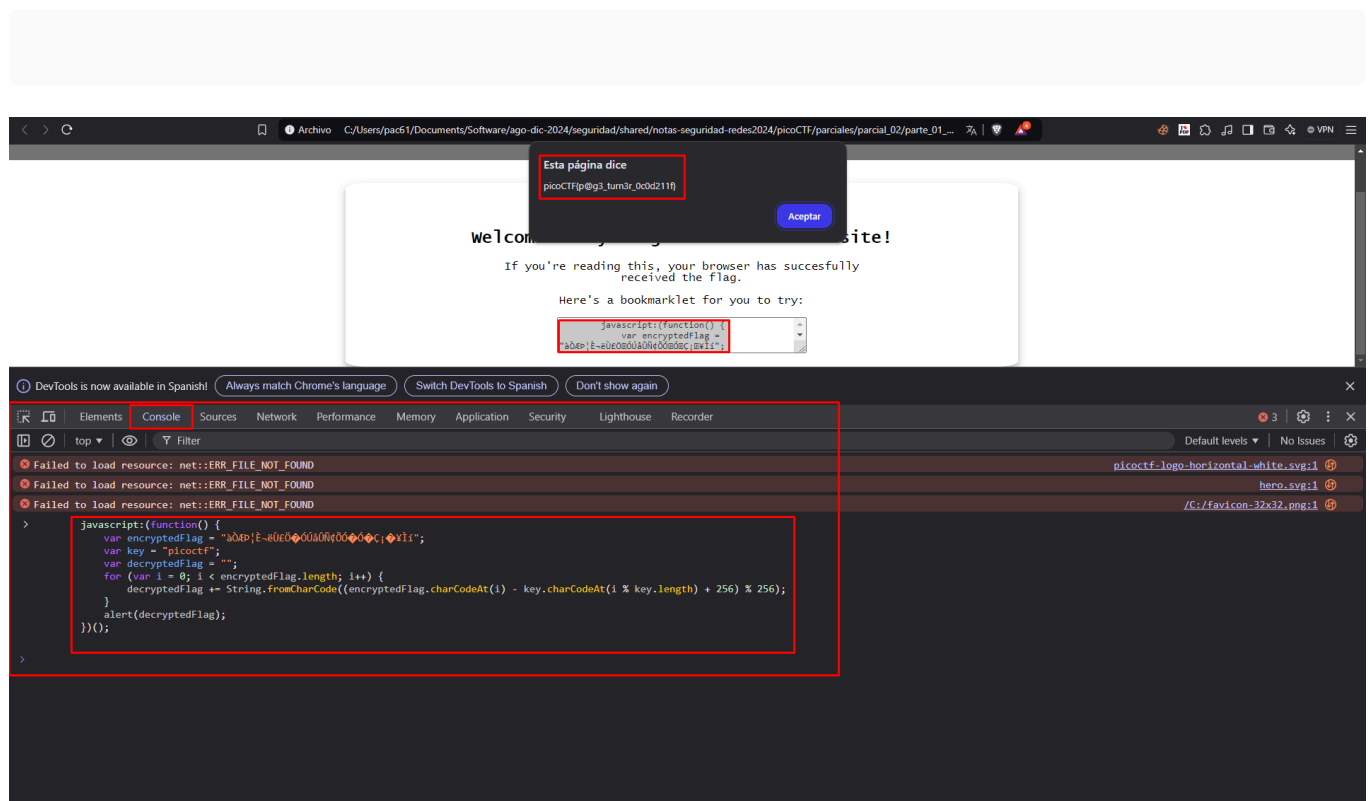 Archivo C:/Users/pac61/Documents/Software/ago-dic-2024/seguridad/shared/notas-seguridad-redes2024/picoCTF/parciales/parcial_02/parte_01_...
VPN
Esta página dice
picoCTF{p@g3_turn3r_0c0d211f}
Aceptar
Welcom
site!
If you're reading this, your browser has succesfully
received the flag.
Here's a bookmarklet for you to try:
javascript:(function() {
var encryptedFlag =
DevTools is now available in Spanish! Always match Chrome's language Switch DevTools to Spanish Don't show again
Elements Console Sources Network Performance Memory Application Security Lighthouse Recorder 3
top Filter Default levels No Issues
Failed to load resource: net::ERR_FILE_NOT_FOUND picoctf-logo-horizontal-white.svg:1
Failed to load resource: net::ERR_FILE_NOT_FOUND hero.svg:1
Failed to load resource: net::ERR_FILE_NOT_FOUND /C:/favicon-32x32.png:1
> javascript:(function() {
var encryptedFlag = "àÒÆÞ¦È¬ëÙ£Ö�ÓÚåÛÑ¢ÕÓ�Ó�Ç¡�¥Ìí";
var key = "picoctf";
var decryptedFlag = "";
for (var i = 0; i < encryptedFlag.length; i++) {
decryptedFlag += String.fromCharCode((encryptedFlag.charCodeAt(i) - key.charCodeAt(i % key.length) + 256) % 256);
}
alert(decryptedFlag);
})();
>